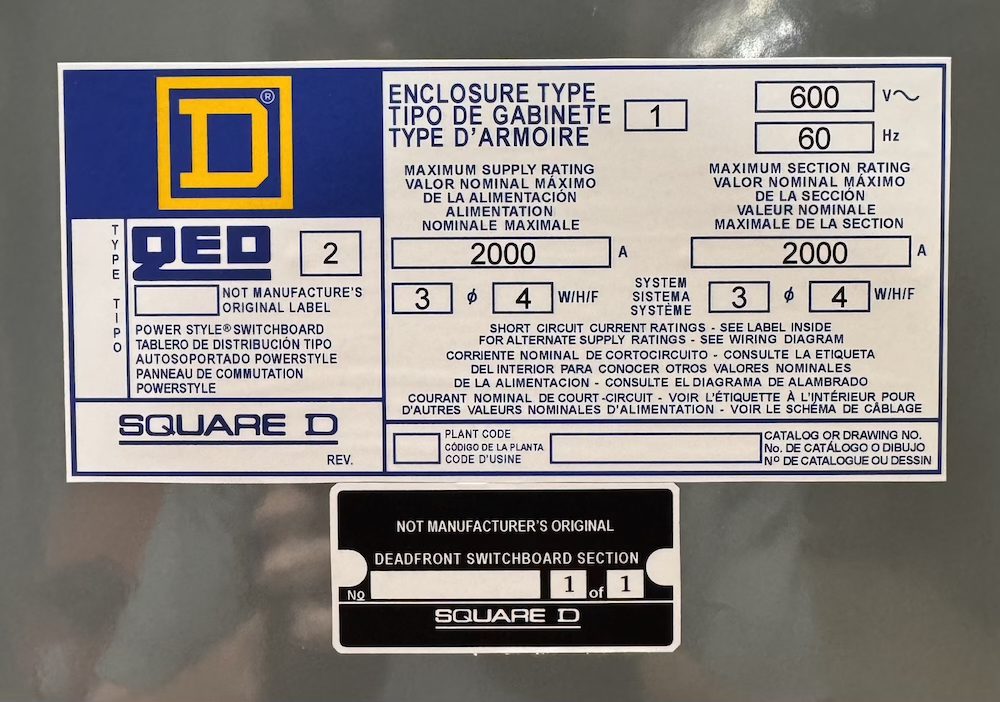 D®
ENCLOSURE TYPE
TIPO DE GABINETE
TYPE D'ARMOIRE
1
600 V~
60 Hz
MAXIMUM SUPPLY RATING
VALOR NOMINAL MÁXIMO
DE LA ALIMENTACIÓN
ALIMENTATION
NOMINALE MAXIMALE
2000 A
MAXIMUM SECTION RATING
VALOR NOMINAL MÁXIMO
DE LA SECCIÓN
VALEUR NOMINALE
MAXIMALE DE LA SECTION
2000 A
3 ø 4 W/H/F
SYSTEM
SISTEMA
SYSTÈME
3 ø 4 W/H/F
SHORT CIRCUIT CURRENT RATINGS - SEE LABEL INSIDE
FOR ALTERNATE SUPPLY RATINGS - SEE WIRING DIAGRAM
CORRIENTE NOMINAL DE CORTOCIRCUITO - CONSULTE LA ETIQUETA
DEL INTERIOR PARA CONOCER OTROS VALORES NOMINALES
DE LA ALIMENTACION - CONSULTE EL DIAGRAMA DE ALAMBRADO
COURANT NOMINAL DE COURT-CIRCUIT - VOIR L'ÉTIQUETTE À L'INTÉRIEUR POUR
D'AUTRES VALEURS NOMINALES D'ALIMENTATION - VOIR LE SCHÉMA DE CÂBLAGE
TYPE TIPO
QED 2
NOT MANUFACTURE'S
ORIGINAL LABEL
POWER STYLE® SWITCHBOARD
TABLERO DE DISTRIBUCIÓN TIPO
AUTOSOPORTADO POWERSTYLE
PANNEAU DE COMMUTATION
POWERSTYLE
SQUARE D
REV.
PLANT CODE
CÓDIGO DE LA PLANTA
CODE D'USINE
CATALOG OR DRAWING NO.
No. DE CATÁLOGO O DIBUJO
Nº DE CATALOGUE OU DESSIN
NOT MANUFACTURER'S ORIGINAL
DEADFRONT SWITCHBOARD SECTION
Nº 1 of 1
SQUARE D